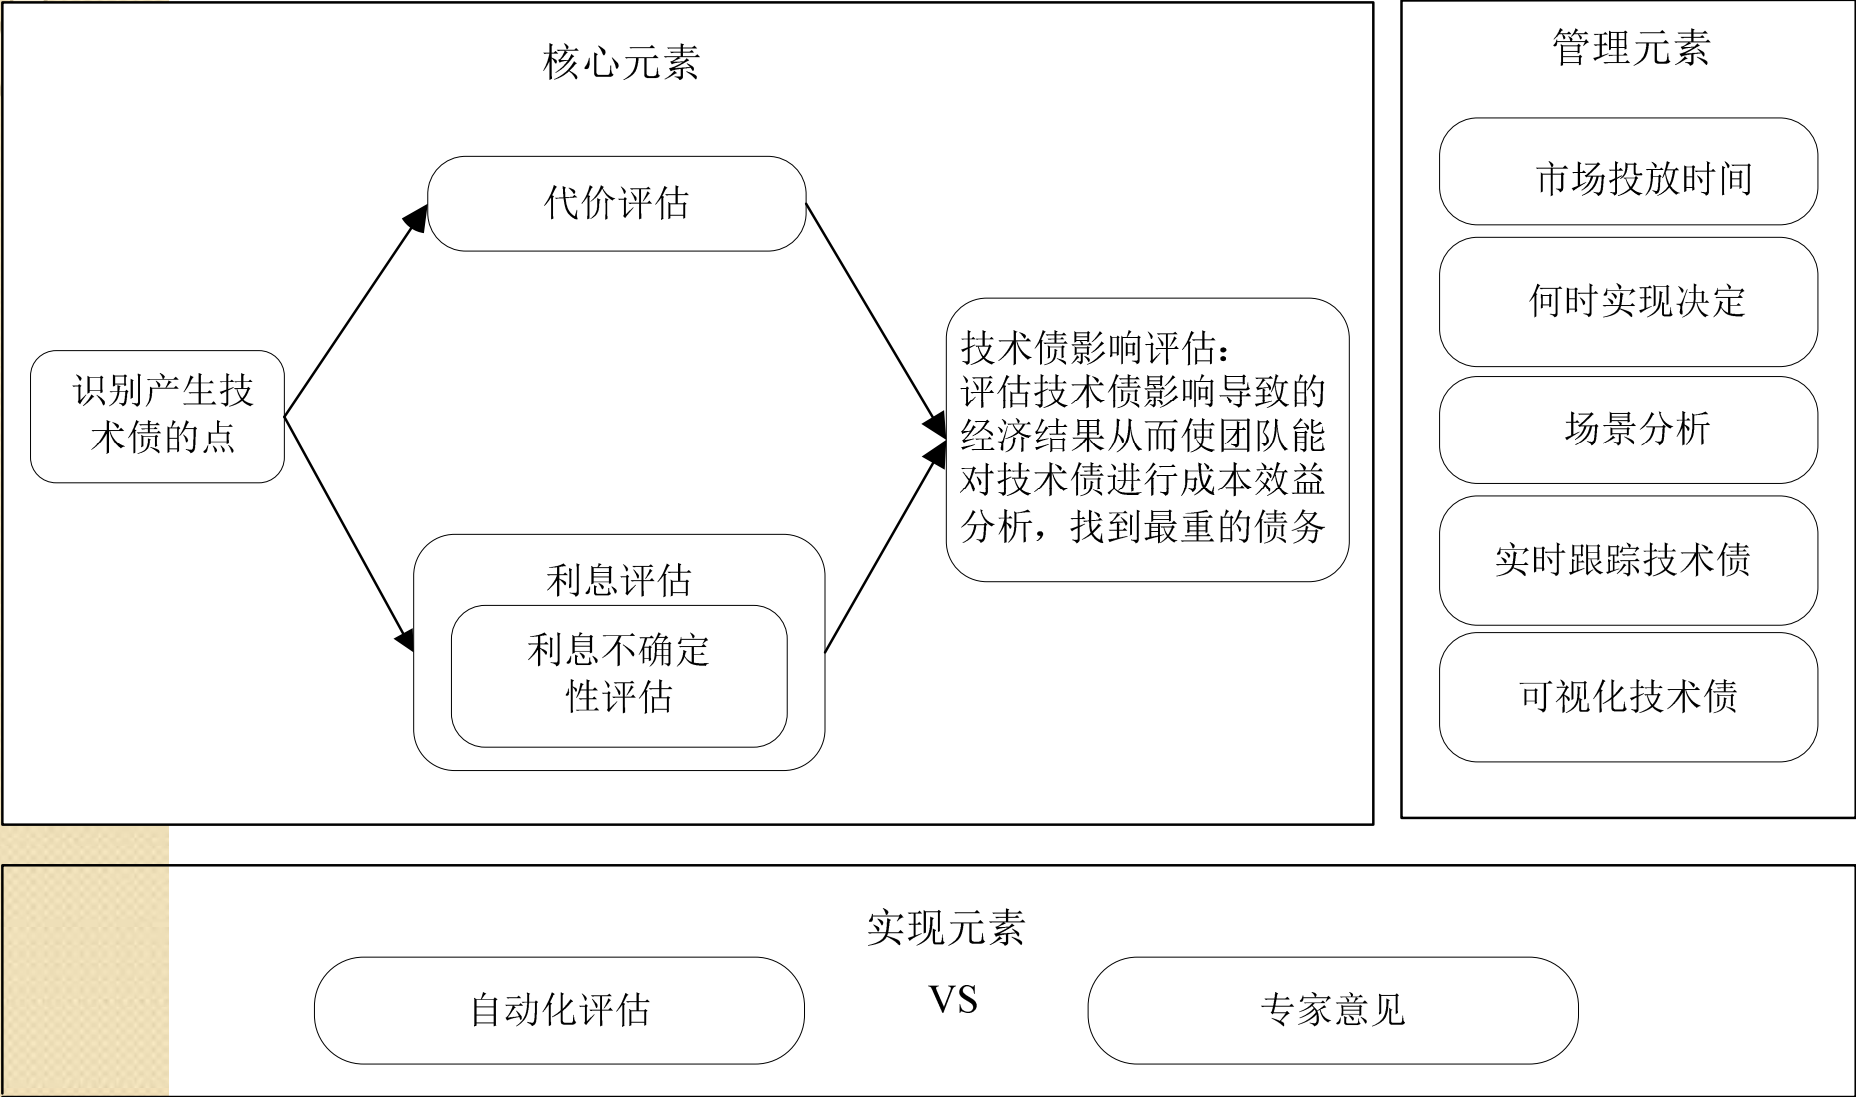 核心元素
代价评估
识别产生技
术债的点
利息评估
利息不确定
性评估
技术债影响评估：
评估技术债影响导致的
经济结果从而使团队能
对技术债进行成本效益
分析，找到最重的债务
管理元素
市场投放时间
何时实现决定
场景分析
实时跟踪技术债
可视化技术债
实现元素
自动化评估
VS
专家意见